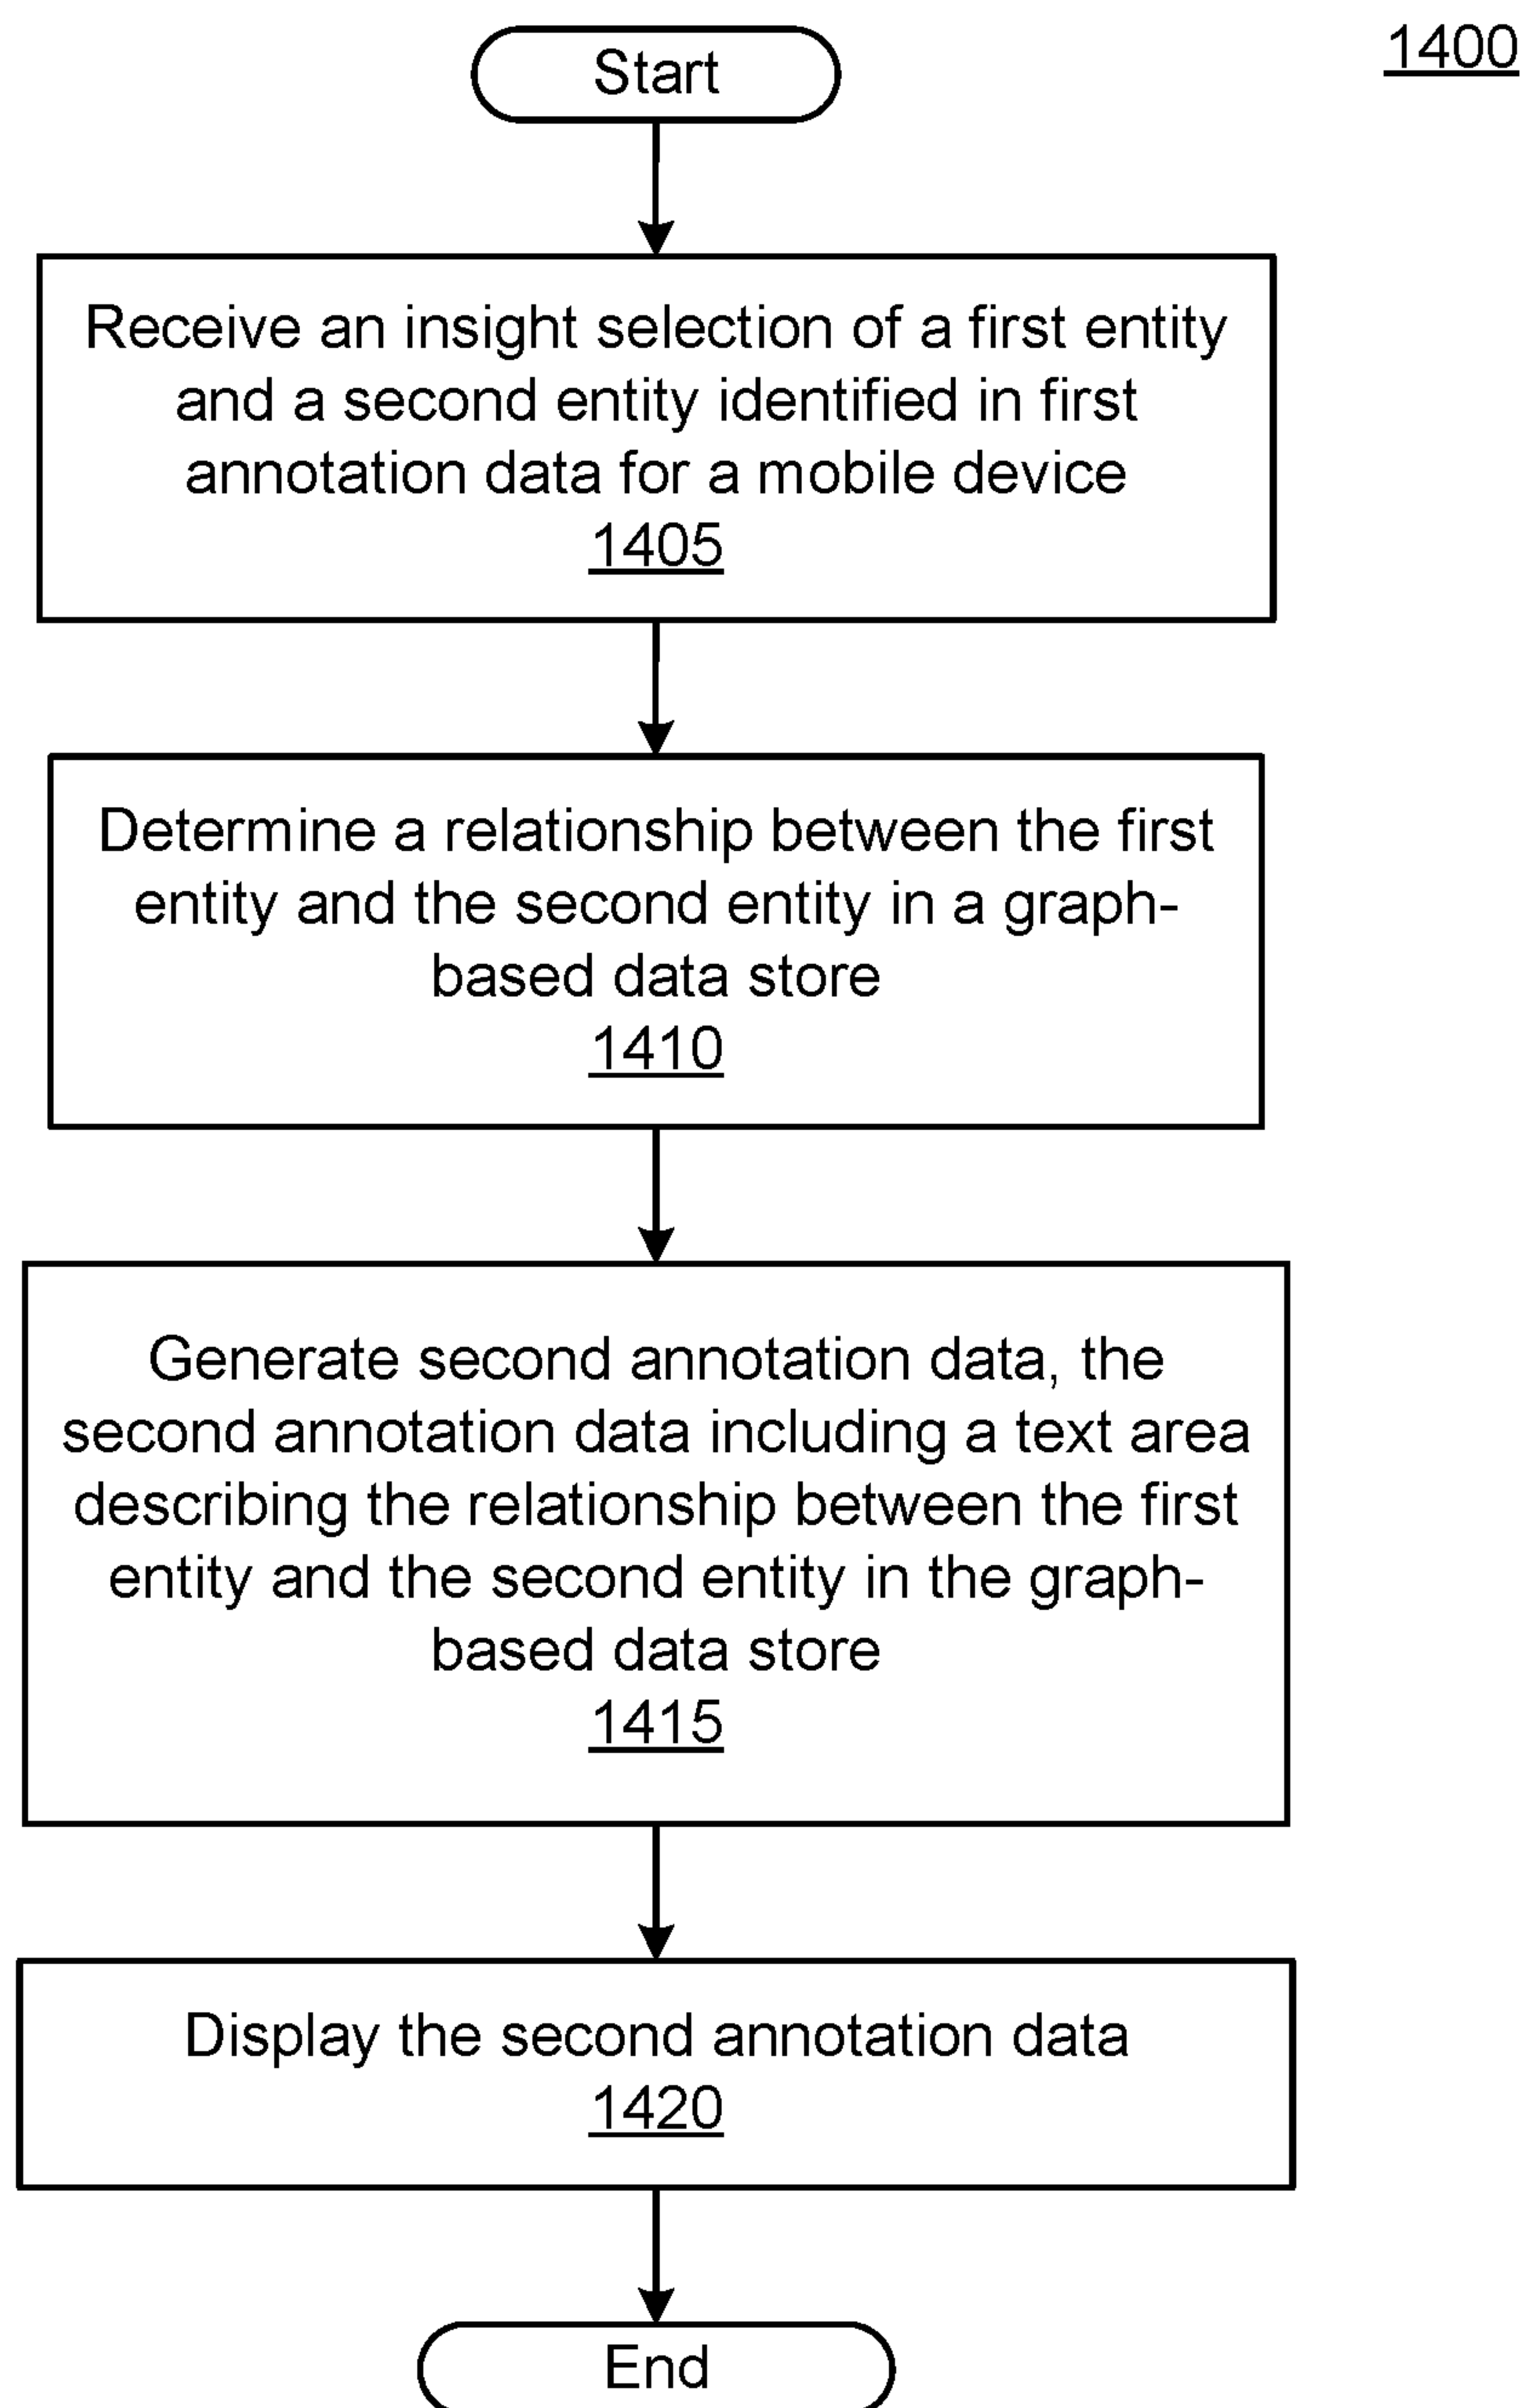 1400
Start
Receive an insight selection of a first entity
and a second entity identified in first
annotation data for a mobile device
1405
Determine a relationship between the first
entity and the second entity in a graph-
based data store
1410
Generate second annotation data, the
second annotation data including a text area
describing the relationship between the first
entity and the second entity in the graph-
based data store
1415
Display the second annotation data
1420
End